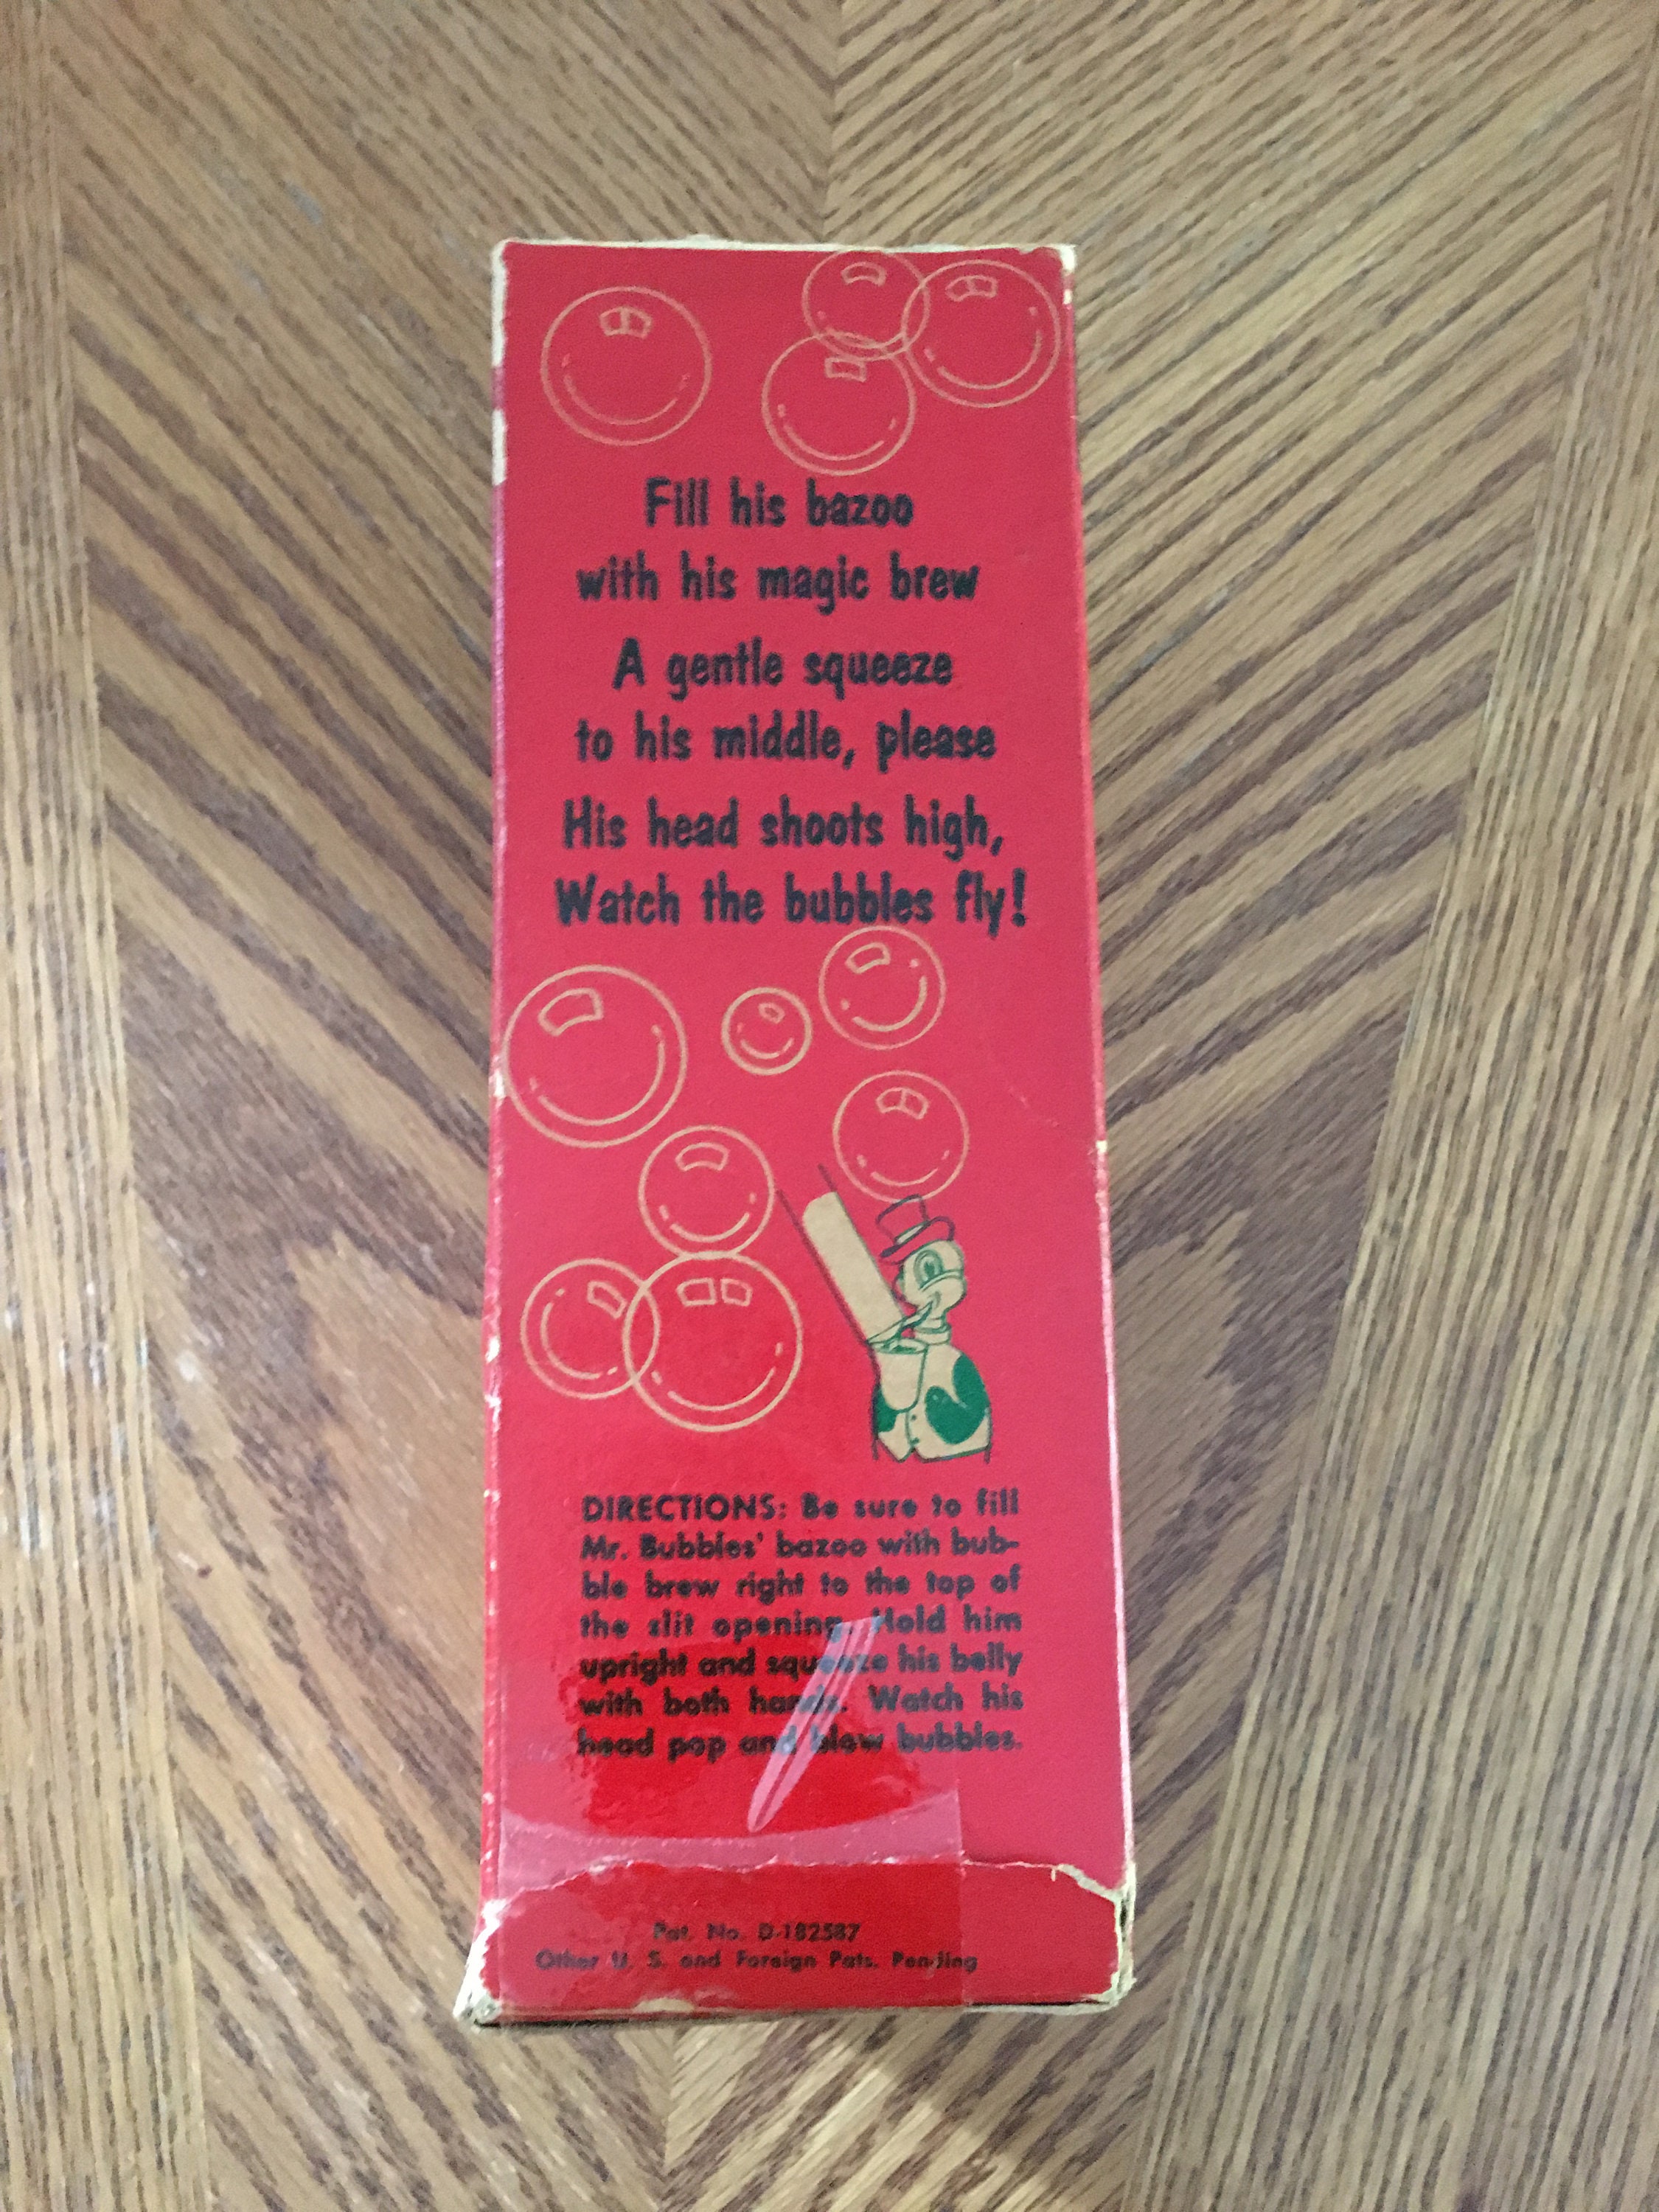 Fill his bazoo
with his magic brew
A gentle squeeze
to his middle, please
His head shoots high,
Watch the bubbles fly!
DIRECTIONS: Be sure to fill
Mr. Bubbles' bazoo with bub-
ble brew right to the top of
the slit opening. Hold him
upright and squeeze his belly
with both hands. Watch his
head pop and blow bubbles.
Pat. No. D-182587
Other U. S. and Foreign Pats. Pending